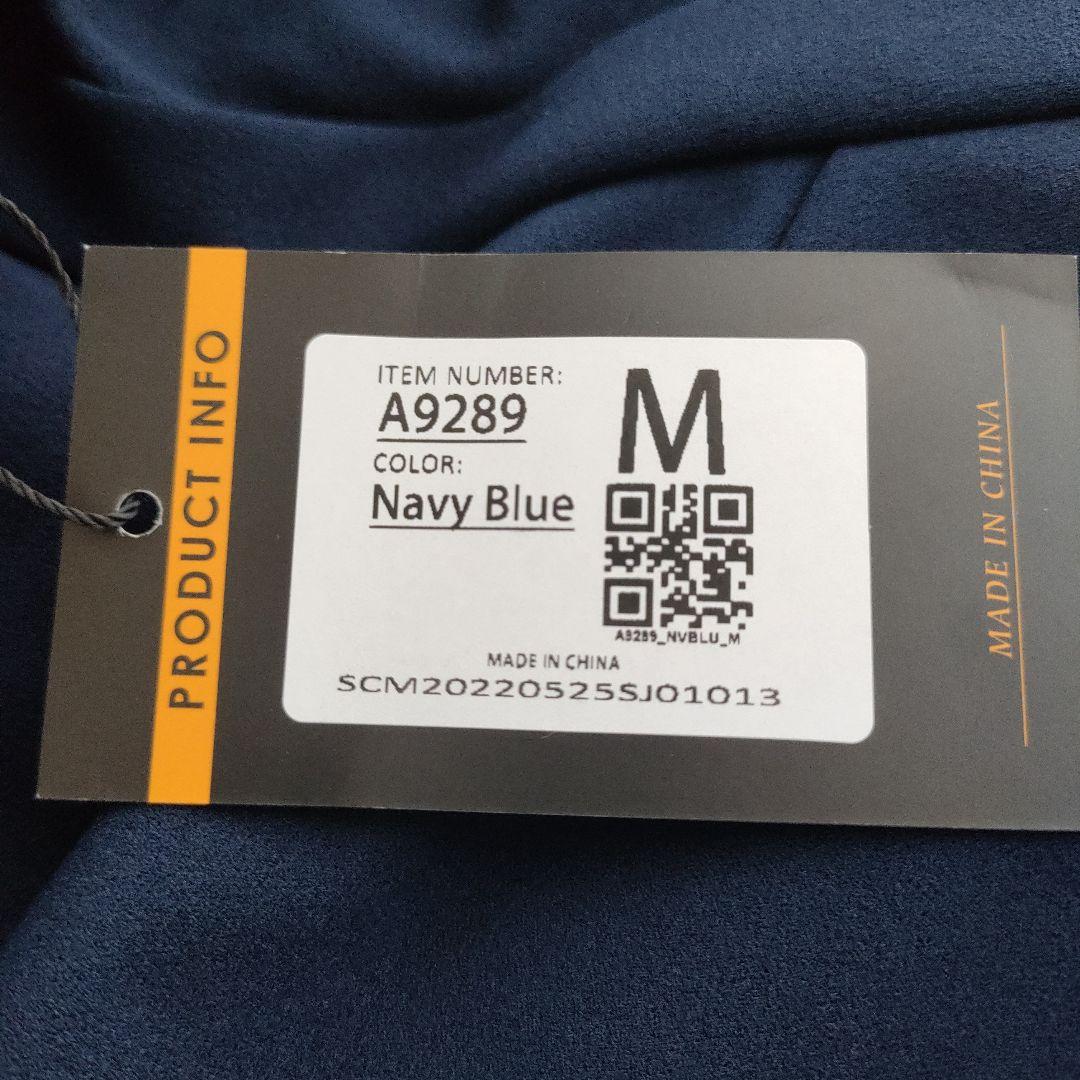 PRODUCT INFO
ITEM NUMBER:
A9289
COLOR:
Navy Blue
M
A9289_NVBLU_M
MADE IN CHINA
SCM20220525SJ01013
MADE IN CHINA